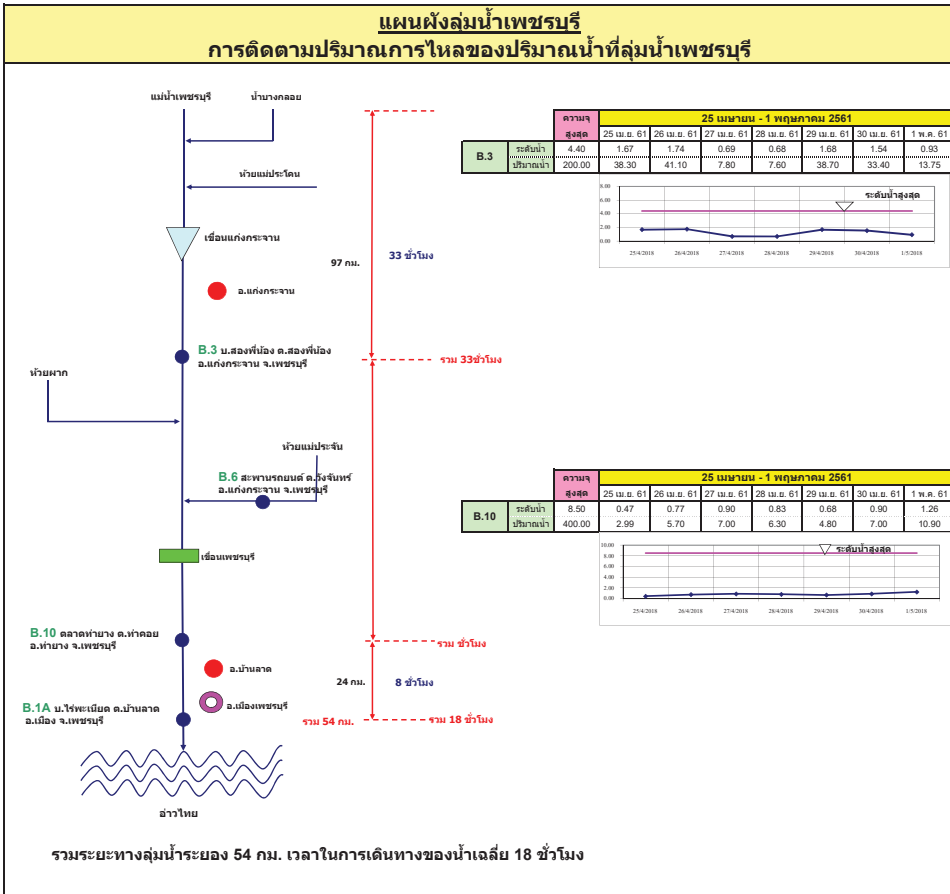 แผนผังลุ่มน้ำเพชรบุรี
การติดตามปริมาณการไหลของปริมาณน้ำที่ลุ่มน้ำเพชรบุรี
แม่น้ำเพชรบุรี
น้ำบางกลอย
ห้วยแม่ประโดน
เขื่อนแก่งกระจาน
97 กม.
33 ชั่วโมง
อ.แก่งกระจาน
B.3 บ.สองพี่น้อง ต.สองพี่น้อง
อ.แก่งกระจาน จ.เพชรบุรี
รวม 33ชั่วโมง
ห้วยผาก
ห้วยแม่ประจัน
B.6 สะพานรถยนต์ ต.วังจันทร์
อ.แก่งกระจาน จ.เพชรบุรี
เขื่อนเพชรบุรี
B.10 ตลาดท่ายาง ต.ท่าคอย
อ.ท่ายาง จ.เพชรบุรี
รวม ชั่วโมง
อ.บ้านลาด
24 กม.
8 ชั่วโมง
อ.เมืองเพชรบุรี
B.1A บ.ไร่พะเนียด ต.บ้านลาด
อ.เมือง จ.เพชรบุรี
รวม 54 กม.
รวม 18 ชั่วโมง
อ่าวไทย
รวมระยะทางลุ่มน้ำระยอง 54 กม. เวลาในการเดินทางของน้ำเฉลี่ย 18 ชั่วโมง
ความจุ 25 เมษายน - 1 พฤษภาคม 2561
สูงสุด 25 เม.ย. 61 26 เม.ย. 61 27 เม.ย. 61 28 เม.ย. 61 29 เม.ย. 61 30 เม.ย. 61 1 พ.ค. 61
B.3
ระดับน้ำ 4.40 1.67 1.74 0.69 0.68 1.68 1.54 0.93
ปริมาณน้ำ 200.00 38.30 41.10 7.80 7.60 38.70 33.40 13.75
ระดับน้ำสูงสุด
8.00
6.00
4.00
2.00
0.00
25/4/2018 26/4/2018 27/4/2018 28/4/2018 29/4/2018 30/4/2018 1/5/2018
ความจุ 25 เมษายน - 1 พฤษภาคม 2561
สูงสุด 25 เม.ย. 61 26 เม.ย. 61 27 เม.ย. 61 28 เม.ย. 61 29 เม.ย. 61 30 เม.ย. 61 1 พ.ค. 61
B.10
ระดับน้ำ 8.50 0.47 0.77 0.90 0.83 0.68 0.90 1.26
ปริมาณน้ำ 400.00 2.99 5.70 7.00 6.30 4.80 7.00 10.90
ระดับน้ำสูงสุด
10.00
8.00
6.00
4.00
2.00
0.00
25/4/2018 26/4/2018 27/4/2018 28/4/2018 29/4/2018 30/4/2018 1/5/2018